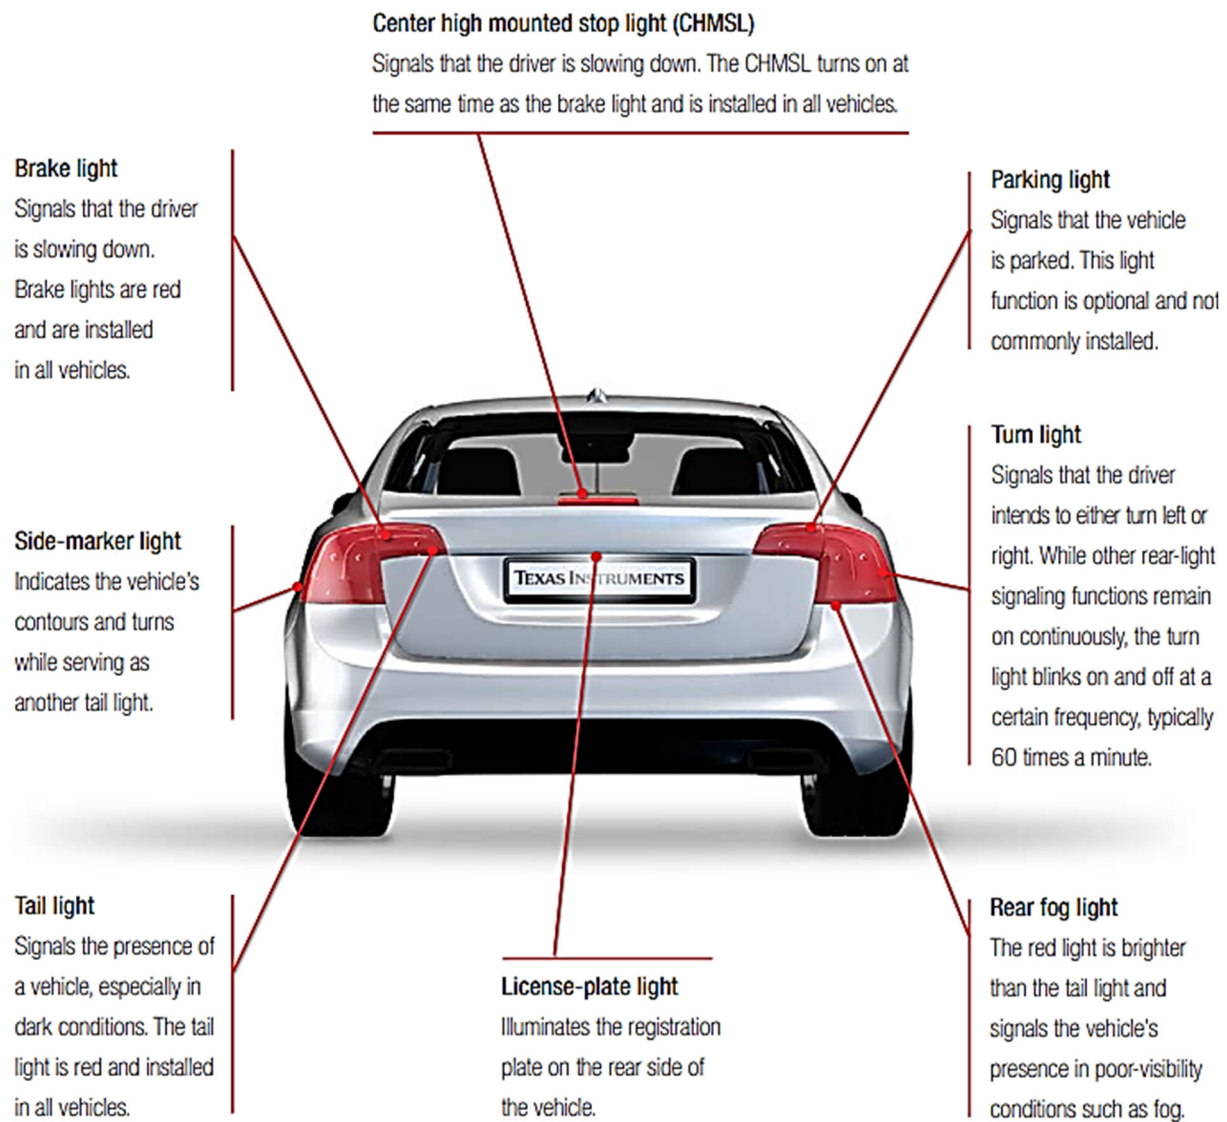 Center high mounted stop light (CHMSL)
Signals that the driver is slowing down. The CHMSL turns on at
the same time as the brake light and is installed in all vehicles.
Brake light
Signals that the driver
is slowing down.
Brake lights are red
and are installed
in all vehicles.
Parking light
Signals that the vehicle
is parked. This light
function is optional and not
commonly installed.
Side-marker light
Indicates the vehicle's
contours and turns
while serving as
another tail light.
TEXAS INSTRUMENTS
Turn light
Signals that the driver
intends to either turn left or
right. While other rear-light
signaling functions remain
on continuously, the turn
light blinks on and off at a
certain frequency, typically
60 times a minute.
Tail light
Signals the presence of
a vehicle, especially in
dark conditions. The tail
light is red and installed
in all vehicles.
License-plate light
Illuminates the registration
plate on the rear side of
the vehicle.
Rear fog light
The red light is brighter
than the tail light and
signals the vehicle's
presence in poor-visibility
conditions such as fog.